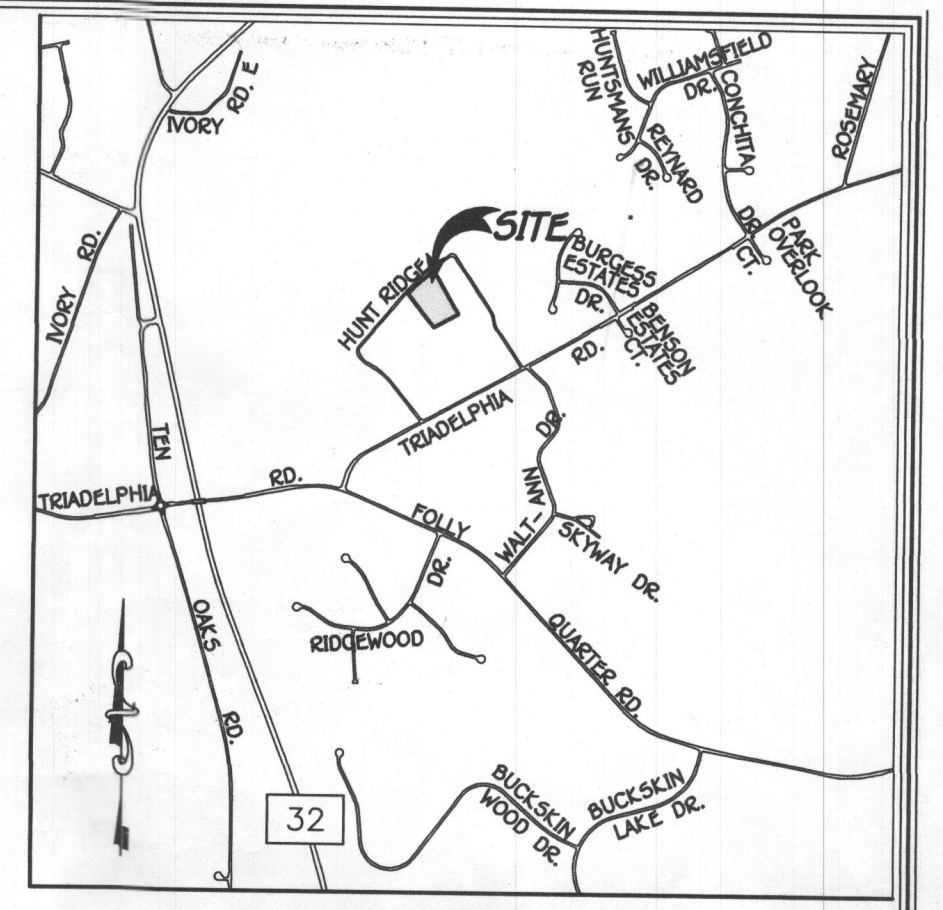 HUNTSMANS
RUN
WILLIAMSFIELD
DR.
CONCHITA
DR.
ROSEMARY
IVORY
RD. E
REYNARD
DR.
IVORY
RD.
SITE
HUNT RIDGE
BURGESS
ESTATES
DR.
PARK
OVERLOOK
CT.
BENSON
ESTATES
CT.
TRIADELPHIA
RD.
TEN
OAKS
RD.
TRIADELPHIA
RD.
FOLLY
QUARTER RD.
WALT-ANN
DR.
SKYWAY DR.
RIDGEWOOD
DR.
32
BUCKSKIN
WOOD DR.
BUCKSKIN
LAKE DR.